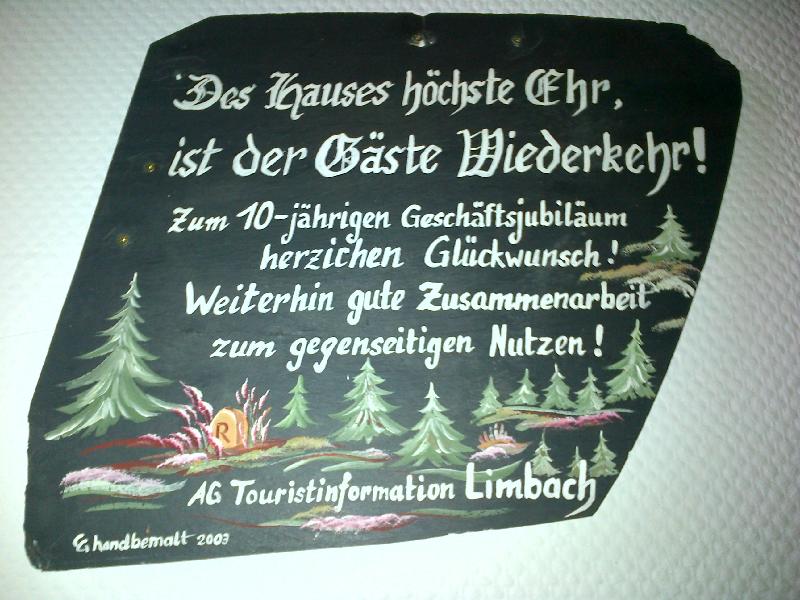 Des Hauses höchste Ehr,
ist der Gäste Wiederkehr!
Zum 10-jährigen Geschäftsjubiläum
herzichen Glückwunsch!
Weiterhin gute Zusammenarbeit
zum gegenseitigen Nutzen!
R
AG Touristinformation Limbach
handbemalt 2003